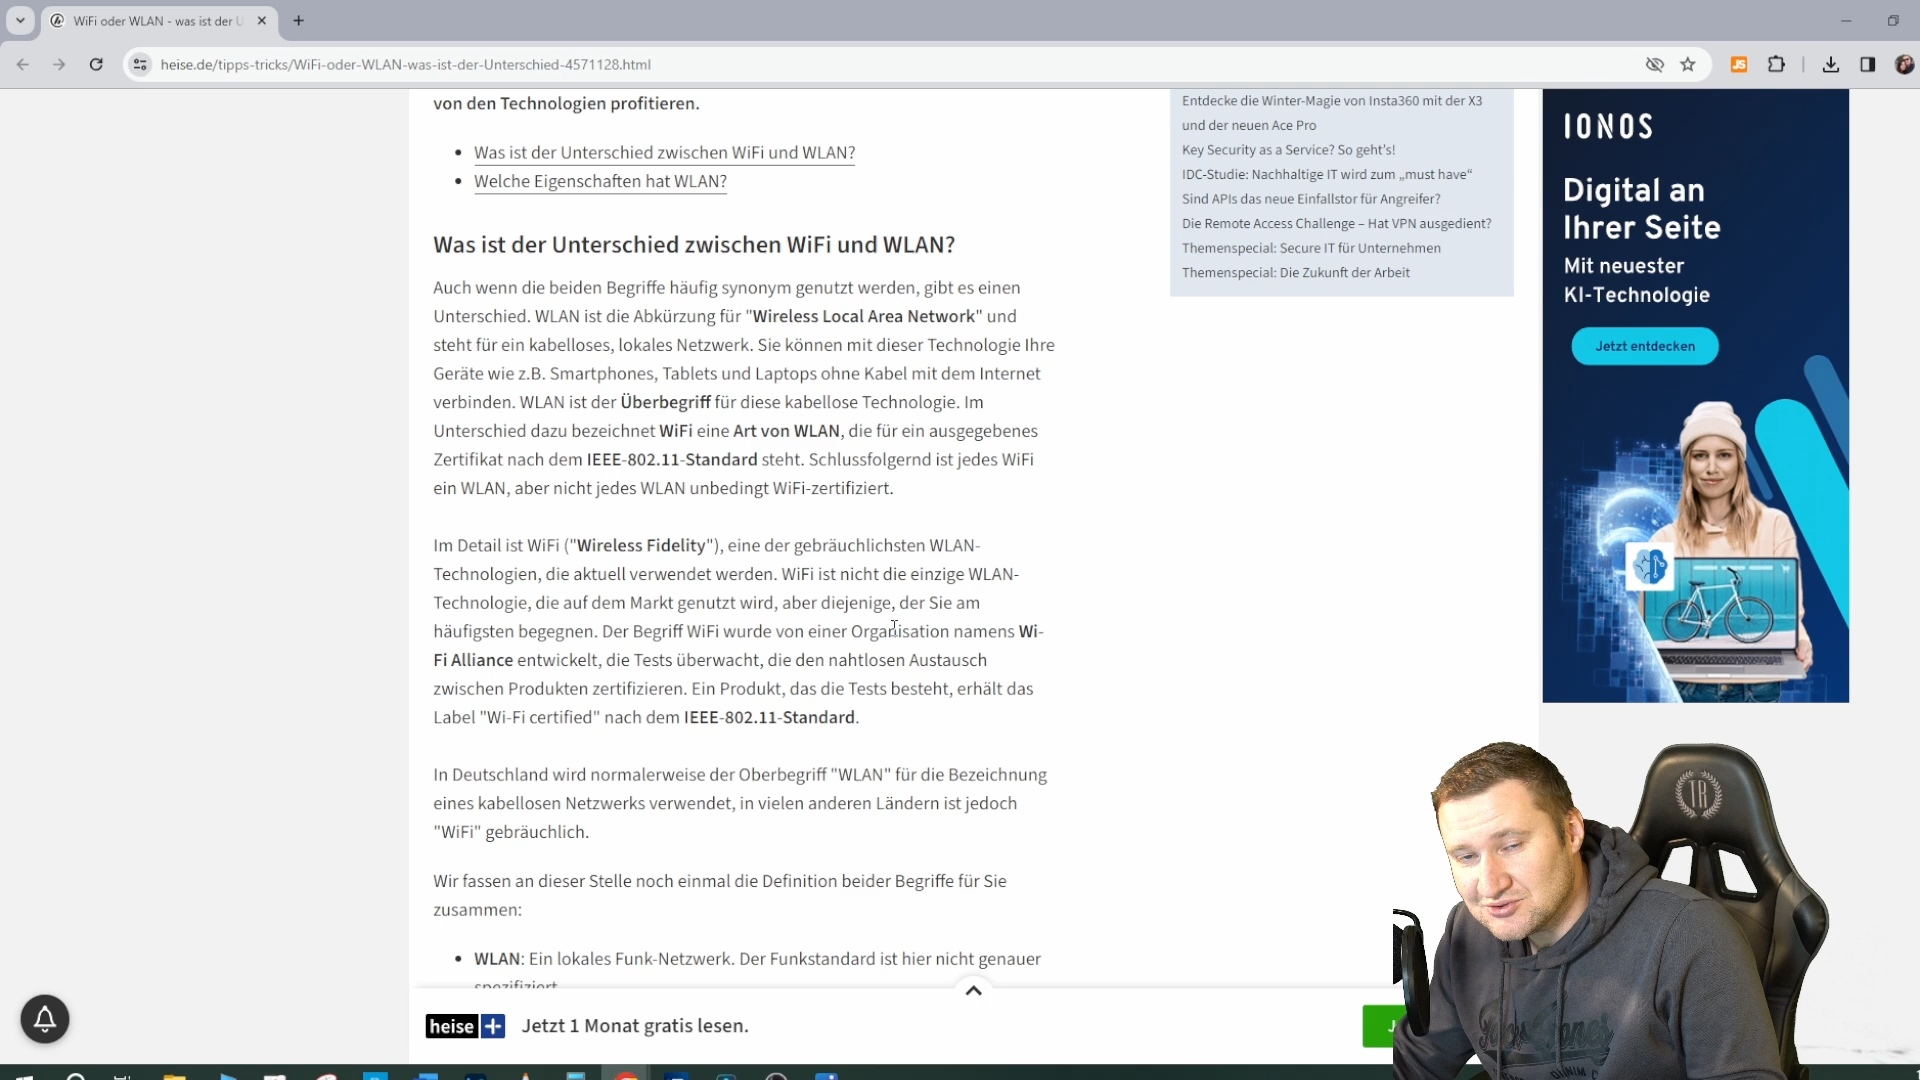 WiFi oder WLAN - was ist der U
heise.de/tipps-tricks/WiFi-oder-WLAN-was-ist-der-Unterschied-4571128.html
JS
von den Technologien profitieren.
• Was ist der Unterschied zwischen WiFi und WLAN?
• Welche Eigenschaften hat WLAN?
Was ist der Unterschied zwischen WiFi und WLAN?
Auch wenn die beiden Begriffe häufig synonym genutzt werden, gibt es einen
Unterschied. WLAN ist die Abkürzung für "Wireless Local Area Network" und
steht für ein kabelloses, lokales Netzwerk. Sie können mit dieser Technologie Ihre
Geräte wie z.B. Smartphones, Tablets und Laptops ohne Kabel mit dem Internet
verbinden. WLAN ist der Überbegriff für diese kabellose Technologie. Im
Unterschied dazu bezeichnet WiFi eine Art von WLAN, die für ein ausgegebenes
Zertifikat nach dem IEEE-802.11-Standard steht. Schlussfolgernd ist jedes WiFi
ein WLAN, aber nicht jedes WLAN unbedingt WiFi-zertifiziert.
Im Detail ist WiFi ("Wireless Fidelity"), eine der gebräuchlichsten WLAN-
Technologien, die aktuell verwendet werden. WiFi ist nicht die einzige WLAN-
Technologie, die auf dem Markt genutzt wird, aber diejenige, der Sie am
häufigsten begegnen. Der Begriff WiFi wurde von einer Organisation namens Wi-
Fi Alliance entwickelt, die Tests überwacht, die den nahtlosen Austausch
zwischen Produkten zertifizieren. Ein Produkt, das die Tests besteht, erhält das
Label "Wi-Fi certified" nach dem IEEE-802.11-Standard.
In Deutschland wird normalerweise der Oberbegriff "WLAN" für die Bezeichnung
eines kabellosen Netzwerks verwendet, in vielen anderen Ländern ist jedoch
"WiFi" gebräuchlich.
Wir fassen an dieser Stelle noch einmal die Definition beider Begriffe für Sie
zusammen:
• WLAN: Ein lokales Funk-Netzwerk. Der Funkstandard ist hier nicht genauer
spezifiziert
heise+ Jetzt 1 Monat gratis lesen.
J
Entdecke die Winter-Magie von Insta360 mit der X3
und der neuen Ace Pro
Key Security as a Service? So geht's!
IDC-Studie: Nachhaltige IT wird zum „must have“
Sind APIs das neue Einfallstor für Angreifer?
Die Remote Access Challenge – Hat VPN ausgedient?
Themenspecial: Secure IT für Unternehmen
Themenspecial: Die Zukunft der Arbeit
IONOS
Digital an
Ihrer Seite
Mit neuester
KI-Technologie
Jetzt entdecken
TR